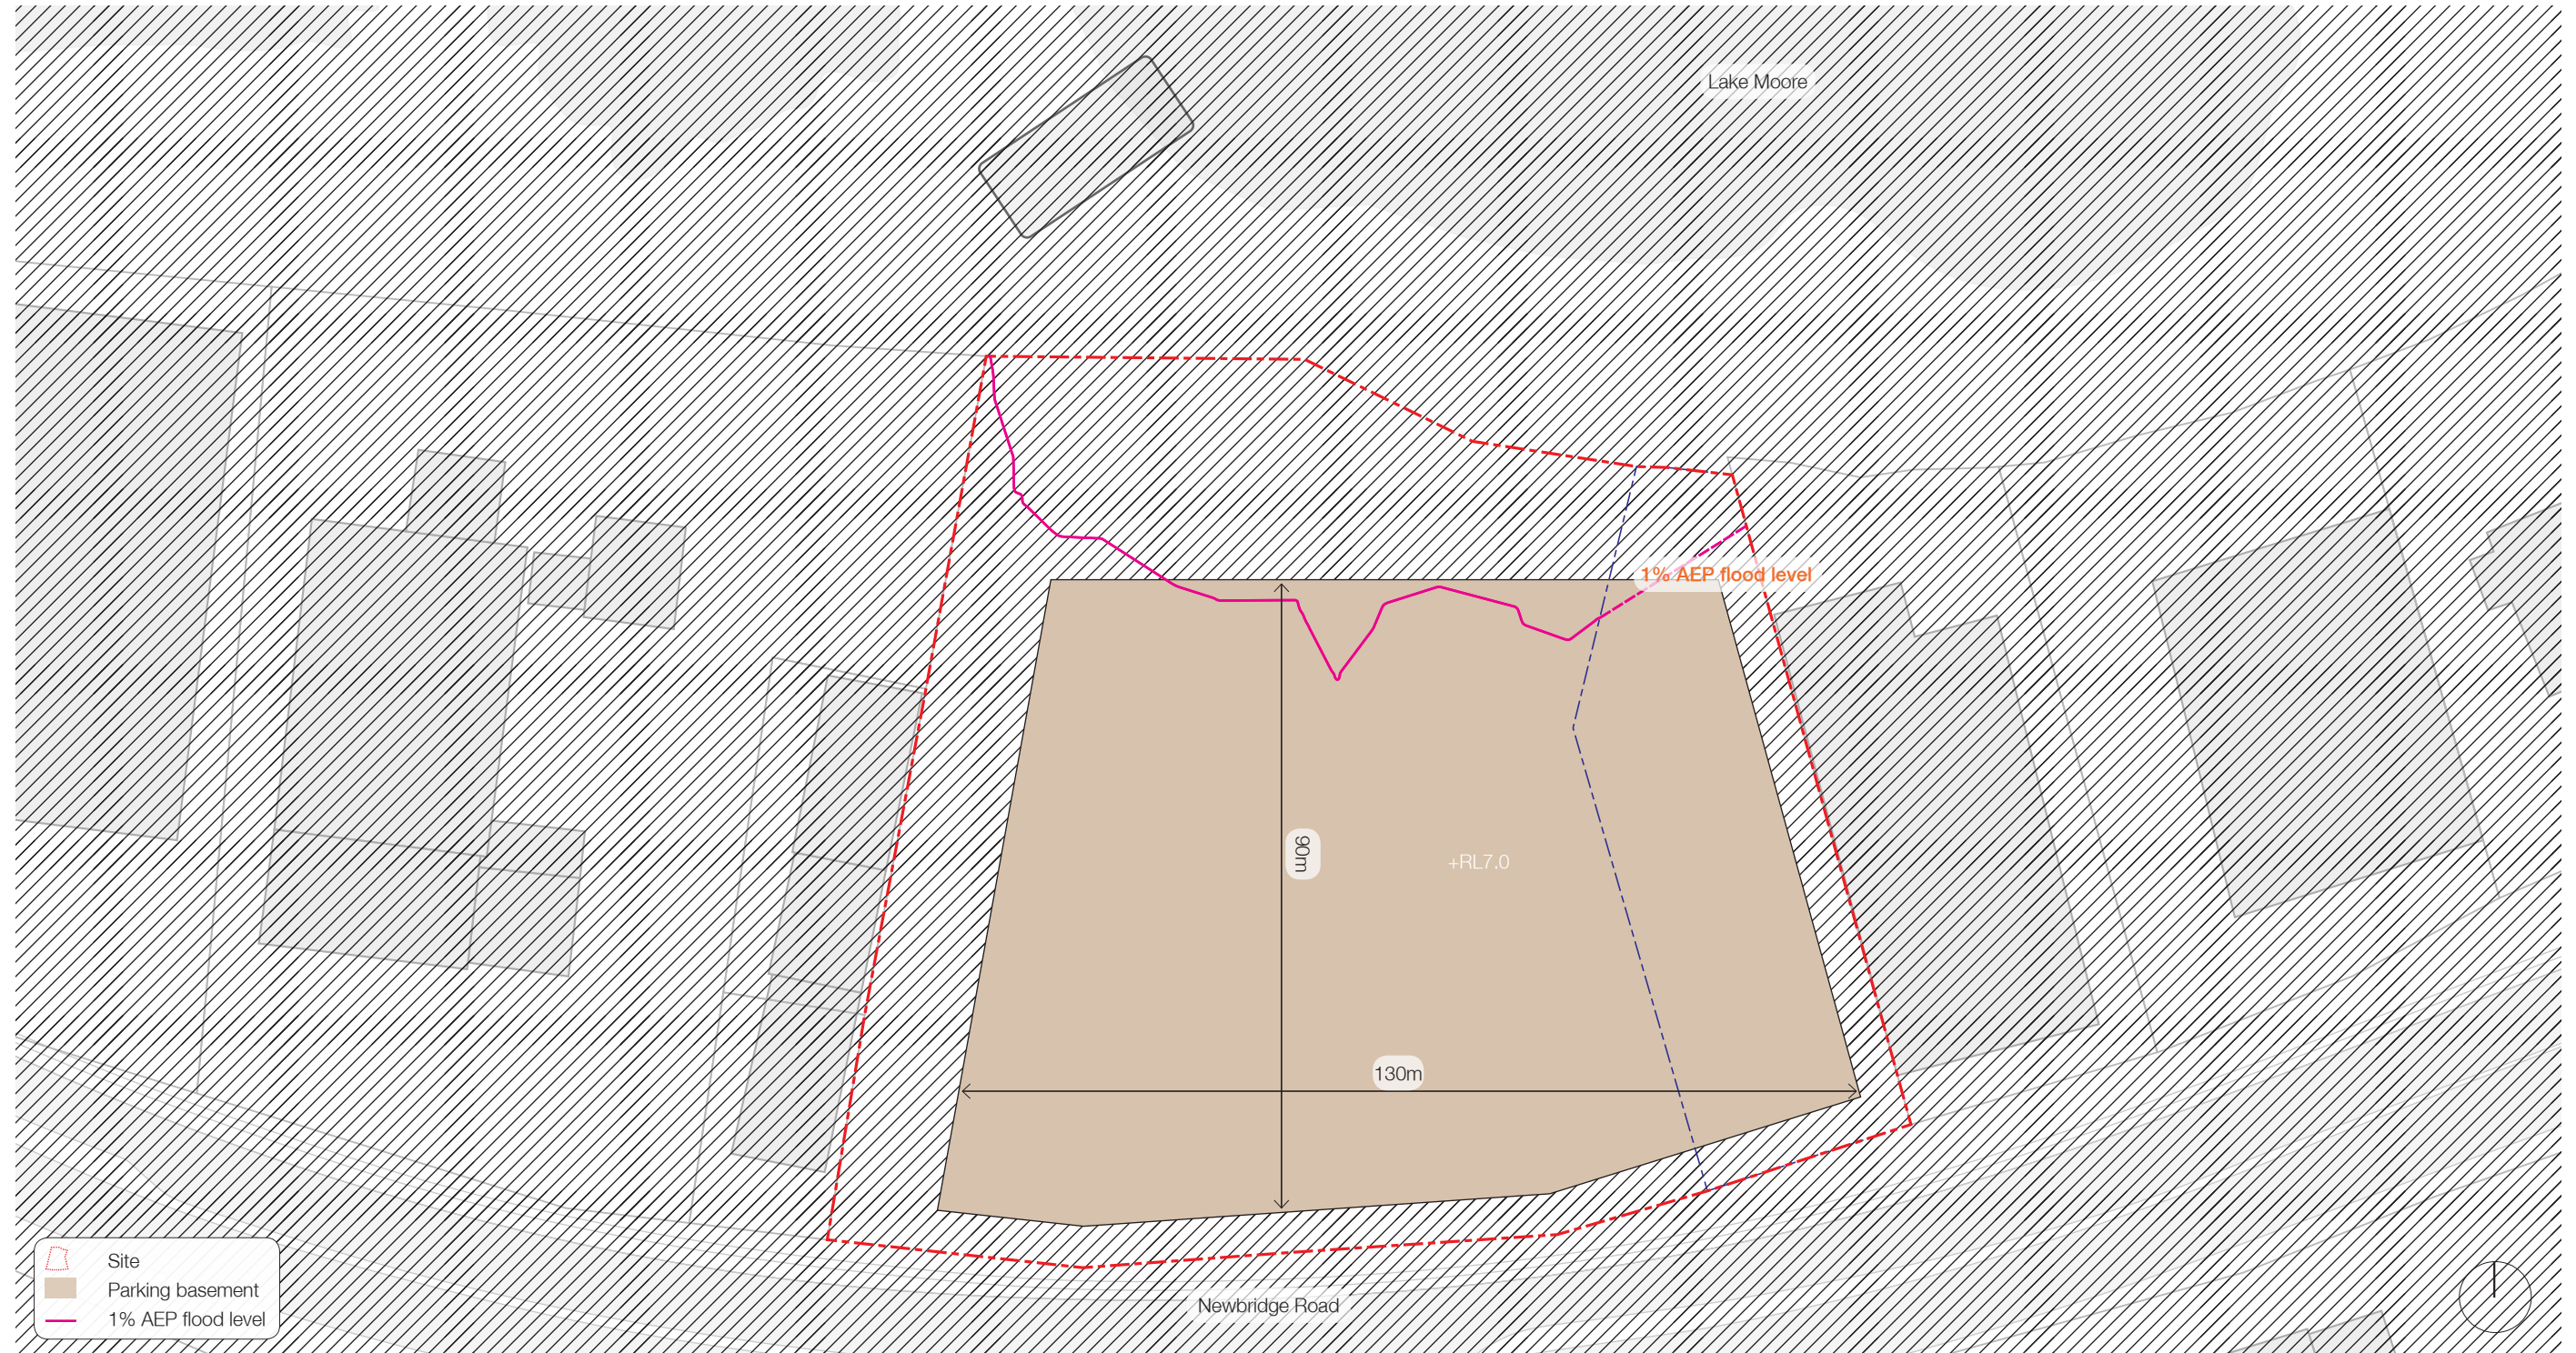 Lake Moore
1% AEP flood level
90m
+RL7.0
130m
Newbridge Road
Site
Parking basement
1% AEP flood level